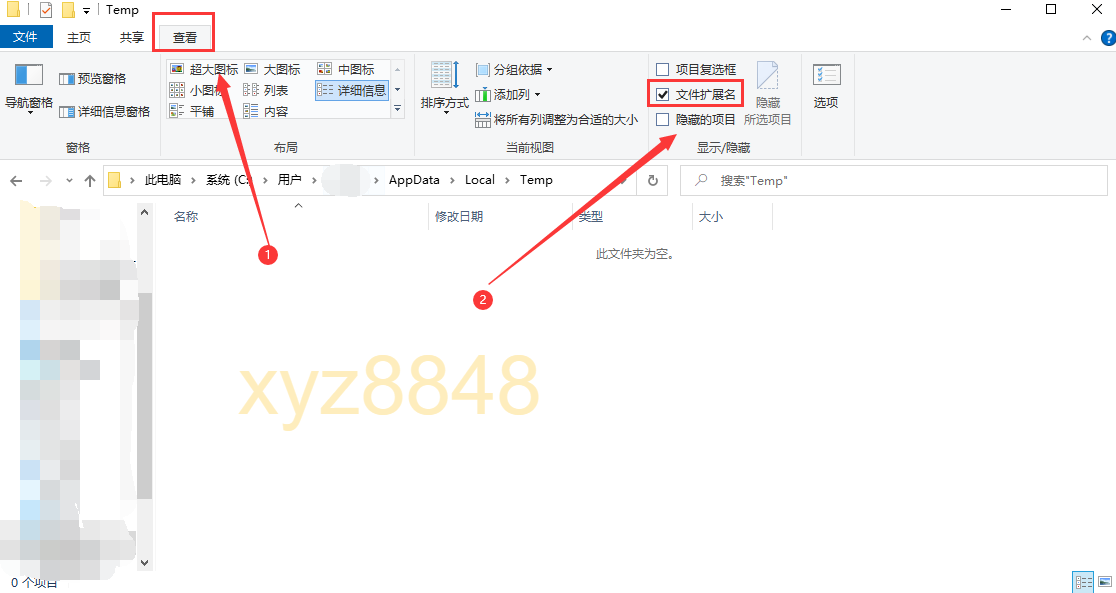 Temp
文件 主页 共享 查看
导航窗格 预览窗格 详细信息窗格
窗格
超大图标 大图标 中图标
小图标 列表 详细信息
平铺 内容
布局
排序方式 分组依据
添加列
将所有列调整为合适的大小
当前视图
项目复选框
文件扩展名
隐藏的项目
隐藏
所选项目
显示/隐藏
选项
此电脑 系统 (C: 用户 AppData Local Temp
搜索"Temp"
名称 修改日期 类型 大小
此文件夹为空。
1
2
xyz8848
0 个项目